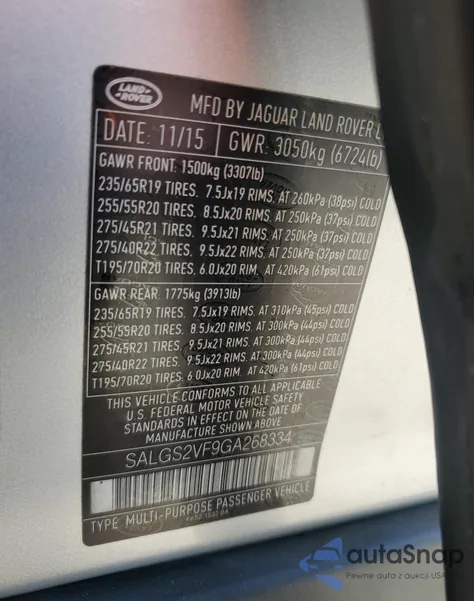 LAND
ROVER
MFD BY JAGUAR LAND ROVER L
DATE: 11/15 GWR: 3050kg (6724lb)
GAWR FRONT: 1500kg (3307lb)
235/65R19 TIRES. 7.5Jx19 RIMS. AT 260kPa (38psi) COLD
255/55R20 TIRES. 8.5Jx20 RIMS. AT 250kPa (37psi) COLD
275/45R21 TIRES. 9.5Jx21 RIMS. AT 250kPa (37psi) COLD
275/40R22 TIRES. 9.5Jx22 RIMS. AT 250kPa (37psi) COLD
T195/70R20 TIRES. 6.0Jx20 RIM. AT 420kPa (61psi) COLD
GAWR REAR: 1775kg (3913lb)
235/65R19 TIRES. 7.5Jx19 RIMS. AT 310kPa (45psi) COLD
255/55R20 TIRES. 8.5Jx20 RIMS. AT 300kPa (44psi) COLD
275/45R21 TIRES. 9.5Jx21 RIMS. AT 300kPa (44psi) COLD
275/40R22 TIRES. 9.5Jx22 RIMS. AT 300kPa (44psi) COLD
T195/70R20 TIRES. 6.0Jx20 RIM. AT 420kPa (61psi) COLD
THIS VEHICLE CONFORMS TO ALL APPLICABLE
U.S. FEDERAL MOTOR VEHICLE SAFETY
STANDARDS IN EFFECT ON THE DATE OF
MANUFACTURE SHOWN ABOVE.
SALGS2VF9GA268334
TYPE: MULTI-PURPOSE PASSENGER VEHICLE
autoSnap
Pewne auta z aukcji USA